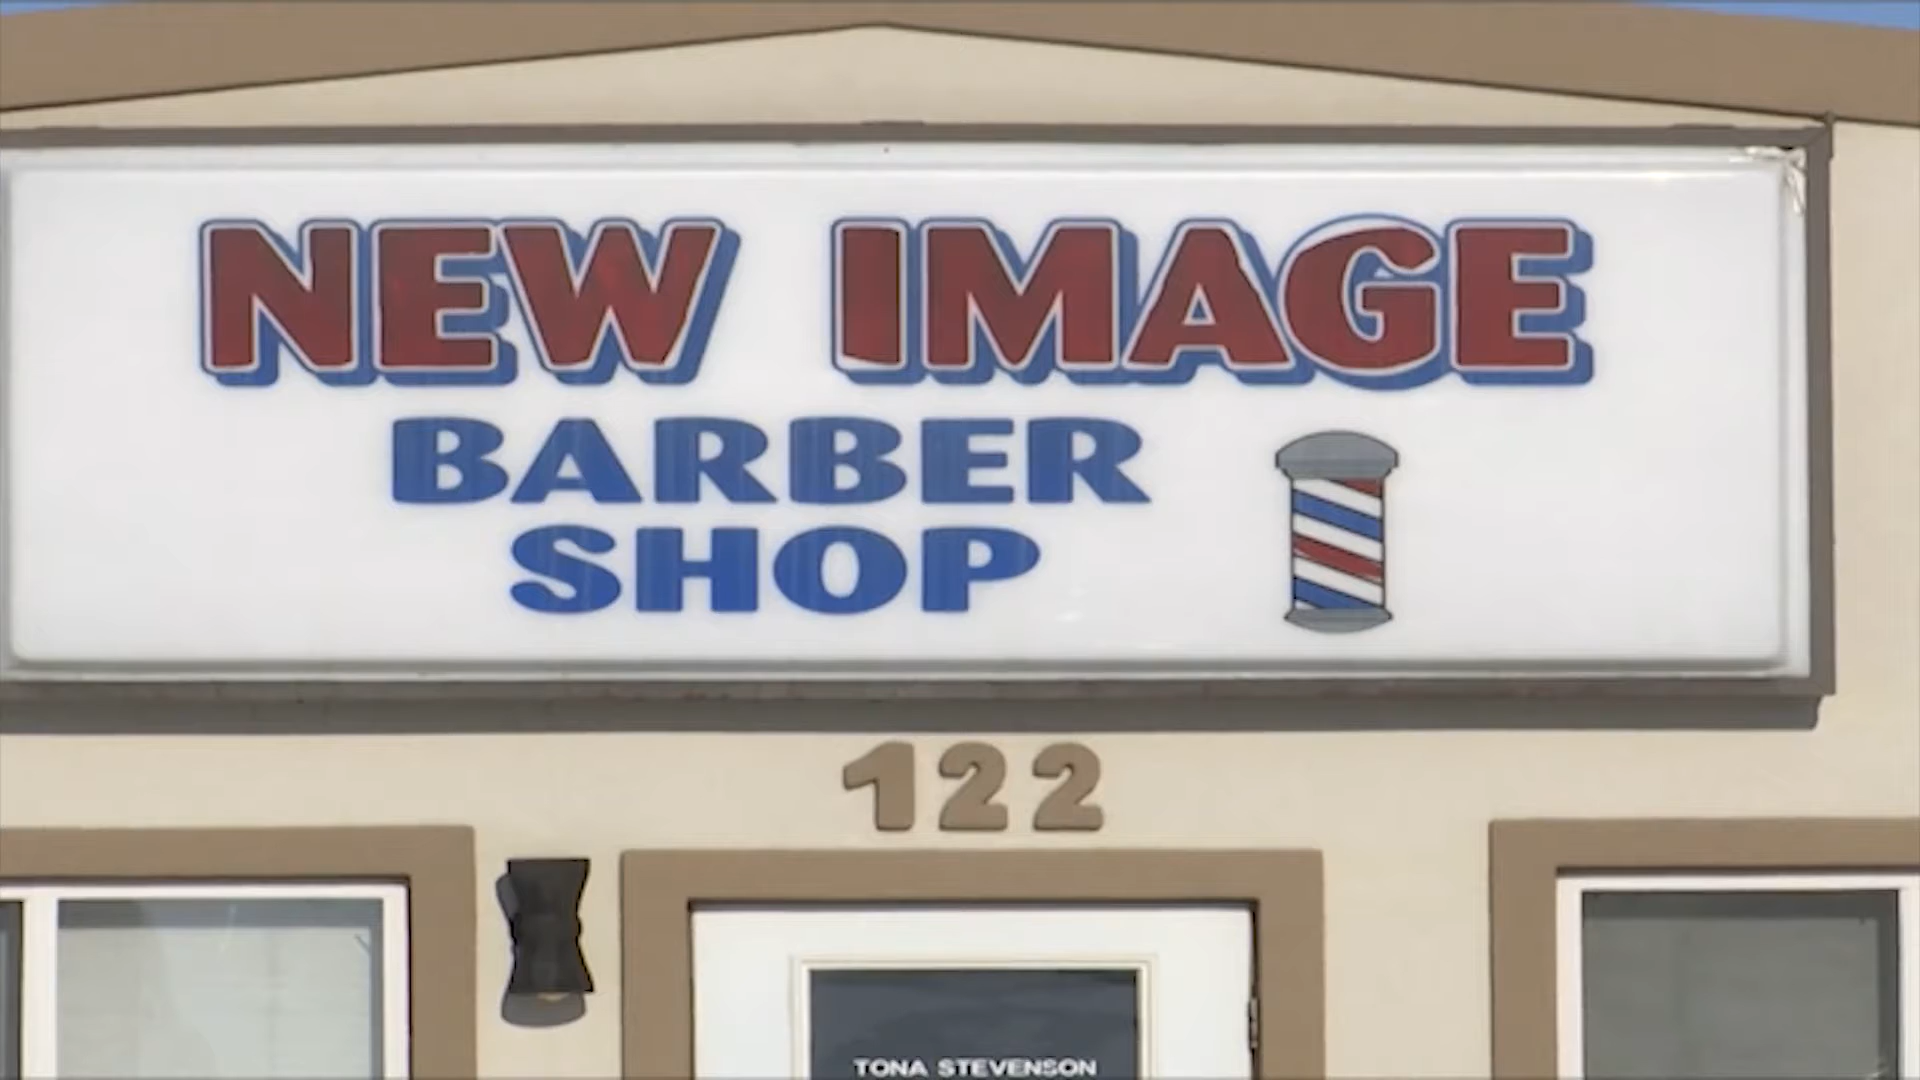 NEW IMAGE
BARBER
SHOP
122
TONA STEVENSON